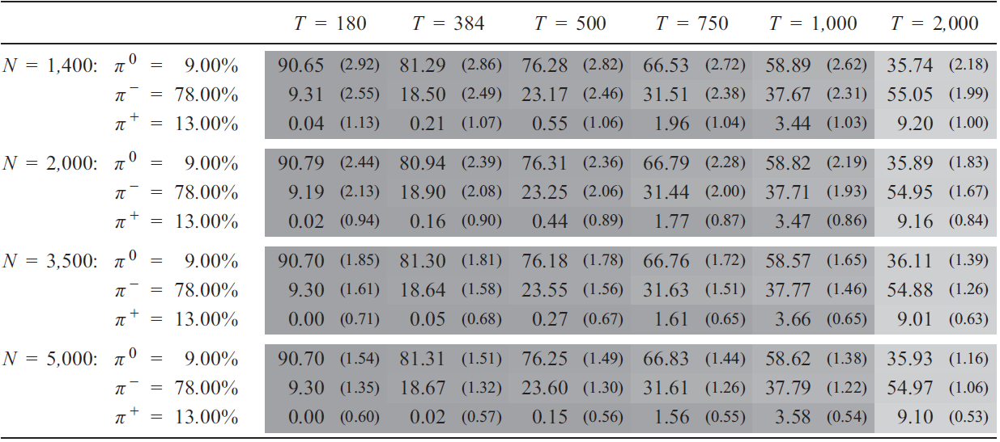 T = 180 T = 384 T = 500 T = 750 T = 1,000 T = 2,000
N = 1,400: π⁰ = 9.00% 90.65 (2.92) 81.29 (2.86) 76.28 (2.82) 66.53 (2.72) 58.89 (2.62) 35.74 (2.18)
π⁻ = 78.00% 9.31 (2.55) 18.50 (2.49) 23.17 (2.46) 31.51 (2.38) 37.67 (2.31) 55.05 (1.99)
π⁺ = 13.00% 0.04 (1.13) 0.21 (1.07) 0.55 (1.06) 1.96 (1.04) 3.44 (1.03) 9.20 (1.00)
N = 2,000: π⁰ = 9.00% 90.79 (2.44) 80.94 (2.39) 76.31 (2.36) 66.79 (2.28) 58.82 (2.19) 35.89 (1.83)
π⁻ = 78.00% 9.19 (2.13) 18.90 (2.08) 23.25 (2.06) 31.44 (2.00) 37.71 (1.93) 54.95 (1.67)
π⁺ = 13.00% 0.02 (0.94) 0.16 (0.90) 0.44 (0.89) 1.77 (0.87) 3.47 (0.86) 9.16 (0.84)
N = 3,500: π⁰ = 9.00% 90.70 (1.85) 81.30 (1.81) 76.18 (1.78) 66.76 (1.72) 58.57 (1.65) 36.11 (1.39)
π⁻ = 78.00% 9.30 (1.61) 18.64 (1.58) 23.55 (1.56) 31.63 (1.51) 37.77 (1.46) 54.88 (1.26)
π⁺ = 13.00% 0.00 (0.71) 0.05 (0.68) 0.27 (0.67) 1.61 (0.65) 3.66 (0.65) 9.01 (0.63)
N = 5,000: π⁰ = 9.00% 90.70 (1.54) 81.31 (1.51) 76.25 (1.49) 66.83 (1.44) 58.62 (1.38) 35.93 (1.16)
π⁻ = 78.00% 9.30 (1.35) 18.67 (1.32) 23.60 (1.30) 31.61 (1.26) 37.79 (1.22) 54.97 (1.06)
π⁺ = 13.00% 0.00 (0.60) 0.02 (0.57) 0.15 (0.56) 1.56 (0.55) 3.58 (0.54) 9.10 (0.53)